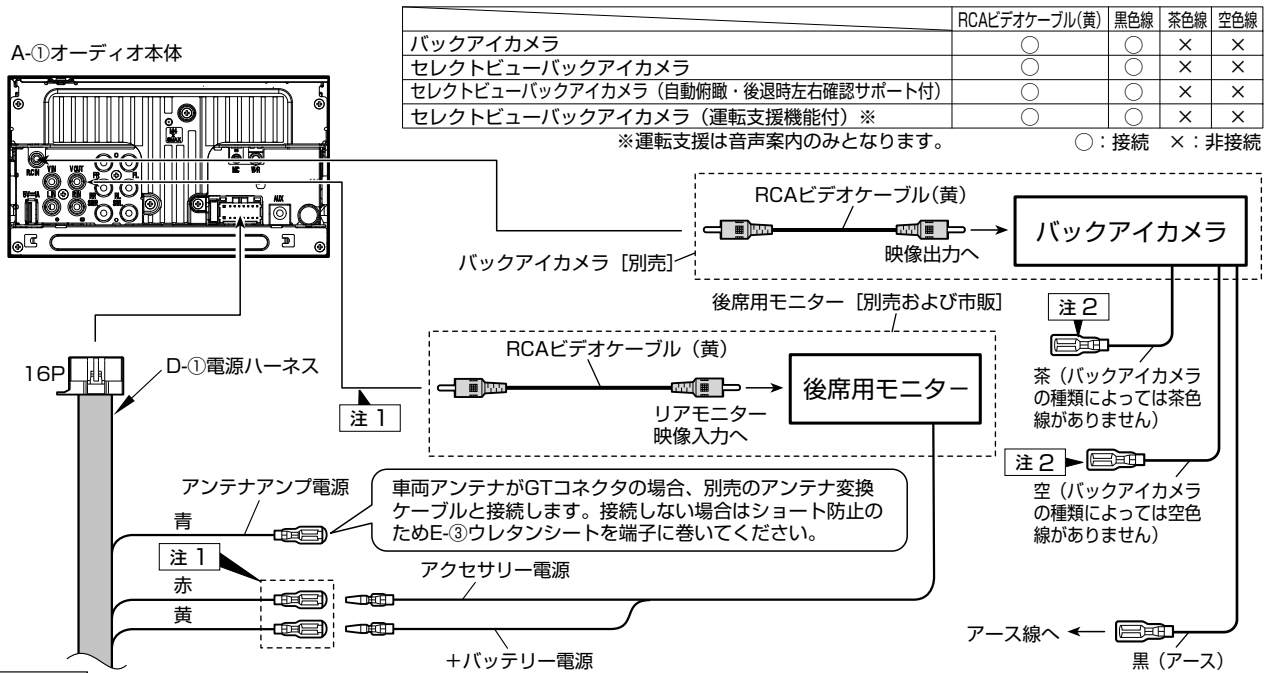 RCAビデオケーブル(黄) 黒色線 茶色線 空色線
バックアイカメラ ○ ○ × ×
セレクトビューバックアイカメラ ○ ○ × ×
セレクトビューバックアイカメラ（自動俯瞰・後退時左右確認サポート付） ○ ○ × ×
セレクトビューバックアイカメラ（運転支援機能付）※ ○ ○ × ×
※運転支援は音声案内のみとなります。
○：接続 ×：非接続
A-①オーディオ本体
R.C IN
V IN
V OUT
AUX
RCAビデオケーブル(黄)
映像出力へ
バックアイカメラ
バックアイカメラ［別売］
後席用モニター［別売および市販］
RCAビデオケーブル（黄）
リアモニター
映像入力へ
後席用モニター
注1
注2
茶（バックアイカメラ
の種類によっては茶色
線がありません）
注2
空（バックアイカメラ
の種類によっては空色
線がありません）
16P
D-①電源ハーネス
アンテナアンプ電源
青
車両アンテナがGTコネクタの場合、別売のアンテナ変換
ケーブルと接続します。接続しない場合はショート防止の
ためE-③ウレタンシートを端子に巻いてください。
注1
赤
黄
アクセサリー電源
＋バッテリー電源
アース線へ
黒（アース）